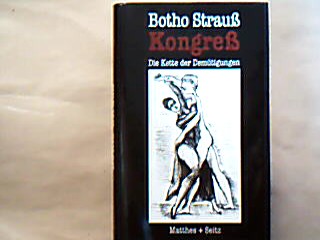 Botho Strauß
Kongreß
Die Kette der Demütigungen
Matthes + Seitz